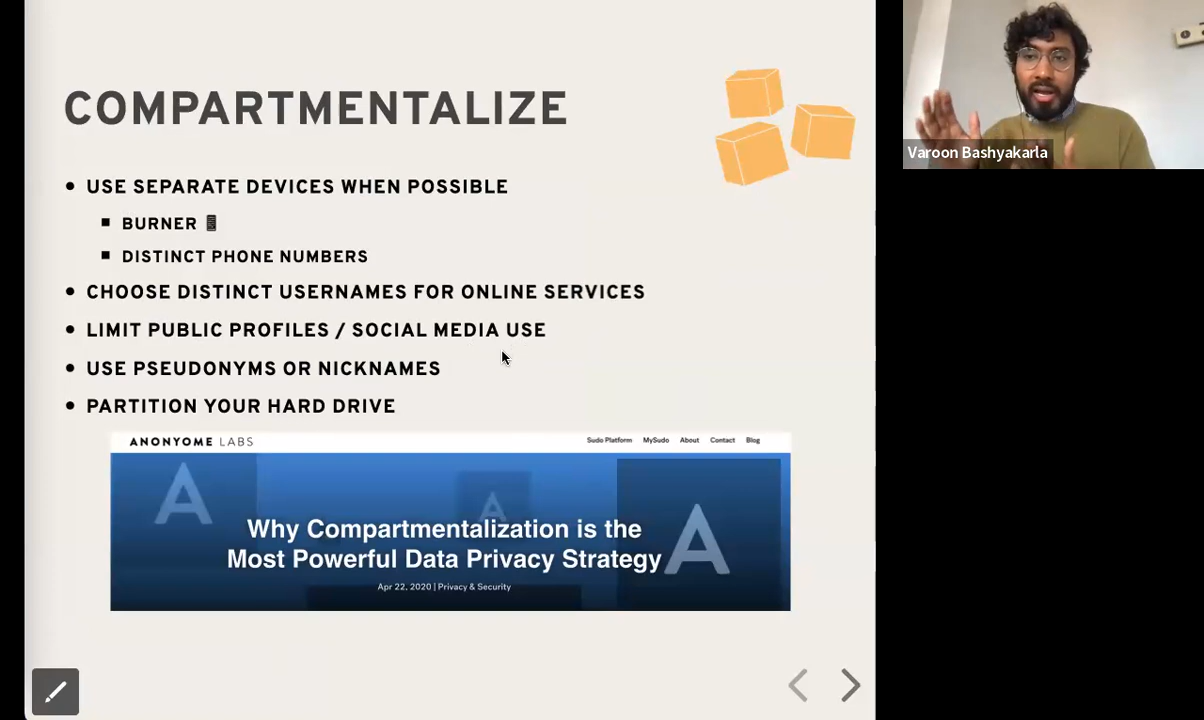 COMPARTMENTALIZE
USE SEPARATE DEVICES WHEN POSSIBLE
BURNER
DISTINCT PHONE NUMBERS
CHOOSE DISTINCT USERNAMES FOR ONLINE SERVICES
LIMIT PUBLIC PROFILES / SOCIAL MEDIA USE
USE PSEUDONYMS OR NICKNAMES
PARTITION YOUR HARD DRIVE
ANONYOME LABS
Sudo Platform MySudo About Contact Blog
Why Compartmentalization is the
Most Powerful Data Privacy Strategy
Apr 22, 2020 | Privacy & Security
Varoon Bashyakarla